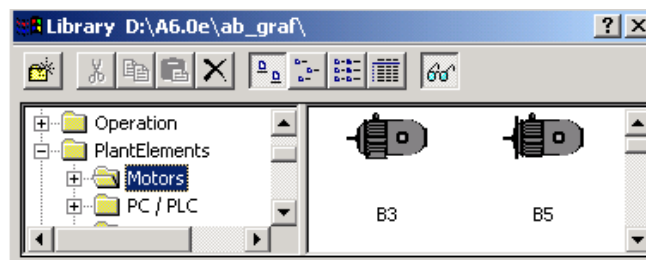 Library D:\A6.0e\ab_graf\
Operation
PlantElements
Motors
PC / PLC
B3
B5